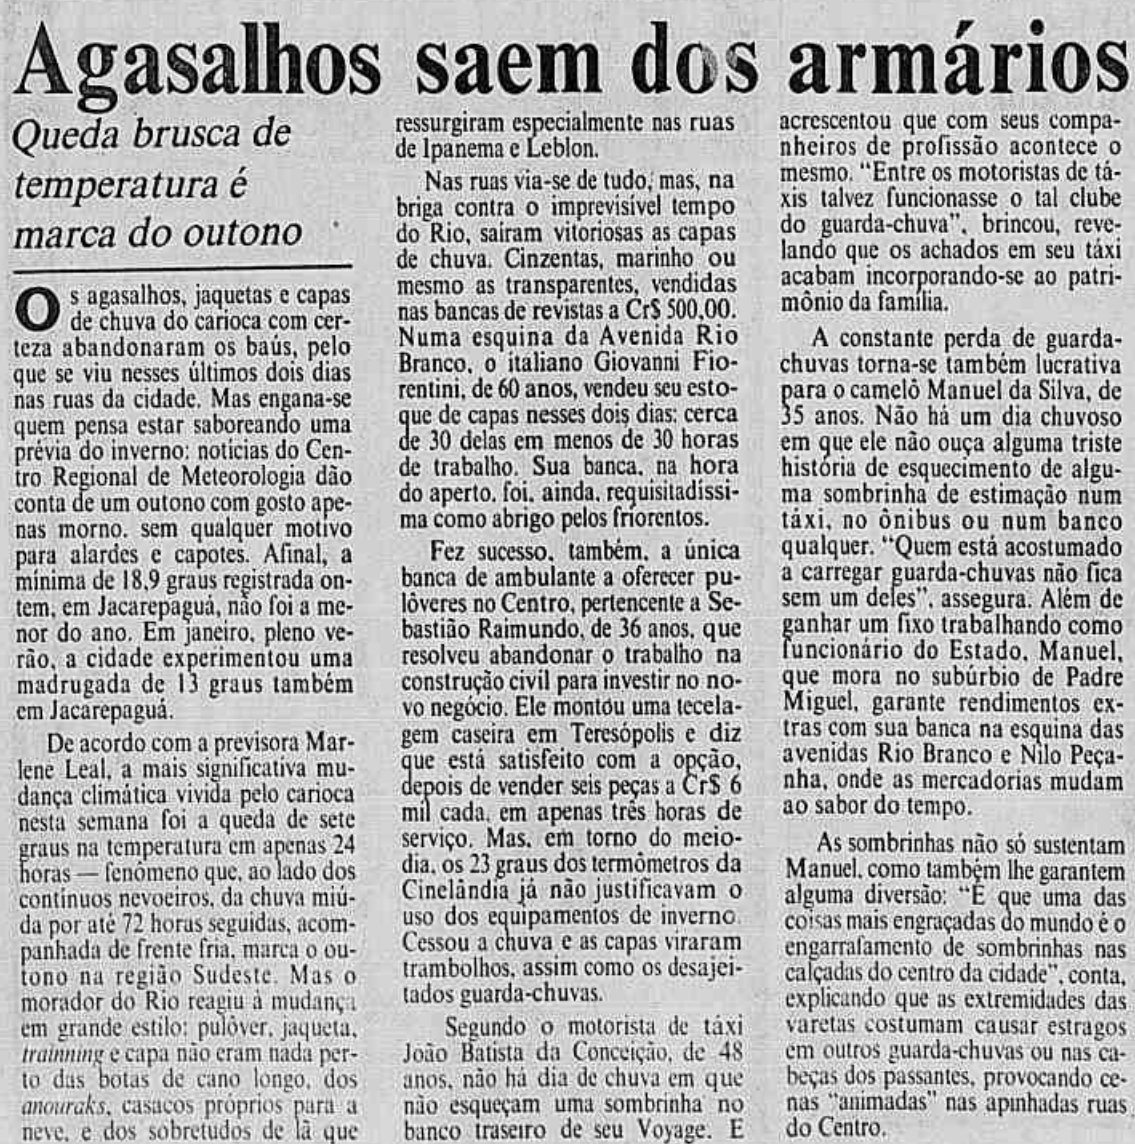 Agasalhos saem dos armários
Queda brusca de
temperatura é
marca do outono
Os agasalhos, jaquetas e capas
de chuva do carioca com cer-
teza abandonaram os baús, pelo
que se viu nesses últimos dois dias
nas ruas da cidade. Mas engana-se
quem pensa estar saboreando uma
prévia do inverno: notícias do Cen-
tro Regional de Meteorologia dão
conta de um outono com gosto ape-
nas morno, sem qualquer motivo
para alardes e capotes. Afinal, a
mínima de 18,9 graus registrada on-
tem, em Jacarepaguá, não foi a me-
nor do ano. Em janeiro, pleno ve-
rão, a cidade experimentou uma
madrugada de 13 graus também
em Jacarepaguá.
De acordo com a previsora Mar-
lene Leal, a mais significativa mu-
dança climática vivida pelo carioca
nesta semana foi a queda de sete
graus na temperatura em apenas 24
horas — fenômeno que, ao lado dos
contínuos nevoeiros, da chuva miú-
da por até 72 horas seguidas, acom-
panhada de frente fria, marca o ou-
tono na região Sudeste. Mas o
morador do Rio reagiu à mudança
em grande estilo: pulôver, jaqueta,
trainning e capa não eram nada per-
to das botas de cano longo, dos
anouraks, casacos próprios para a
neve, e dos sobretudos de lã que
ressurgiram especialmente nas ruas
de Ipanema e Leblon.
Nas ruas via-se de tudo, mas, na
briga contra o imprevisível tempo
do Rio, saíram vitoriosas as capas
de chuva. Cinzentas, marinho ou
mesmo as transparentes, vendidas
nas bancas de revistas a Cr$ 500,00.
Numa esquina da Avenida Rio
Branco, o italiano Giovanni Fio-
rentini, de 60 anos, vendeu seu esto-
que de capas nesses dois dias: cerca
de 30 delas em menos de 30 horas
de trabalho. Sua banca, na hora
do aperto, foi, ainda, requisitadíssi-
ma como abrigo pelos friorentos.
Fez sucesso, também, a única
banca de ambulante a oferecer pu-
lôveres no Centro, pertencente a Se-
bastião Raimundo, de 36 anos, que
resolveu abandonar o trabalho na
construção civil para investir no no-
vo negócio. Ele montou uma tecela-
gem caseira em Teresópolis e diz
que está satisfeito com a opção,
depois de vender seis peças a Cr$ 6
mil cada, em apenas três horas de
serviço. Mas, em torno do meio-
dia, os 23 graus dos termômetros da
Cinelândia já não justificavam o
uso dos equipamentos de inverno.
Cessou a chuva e as capas viraram
trambolhos, assim como os desajei-
tados guarda-chuvas.
Segundo o motorista de táxi
João Batista da Conceição, de 48
anos, não há dia de chuva em que
não esqueçam uma sombrinha no
banco traseiro de seu Voyage. E
acrescentou que com seus compa-
nheiros de profissão acontece o
mesmo. “Entre os motoristas de tá-
xis talvez funcionasse o tal clube
do guarda-chuva”, brincou, reve-
lando que os achados em seu táxi
acabam incorporando-se ao patri-
mônio da família.
A constante perda de guarda-
chuvas torna-se também lucrativa
para o camelô Manuel da Silva, de
35 anos. Não há um dia chuvoso
em que ele não ouça alguma triste
história de esquecimento de algu-
ma sombrinha de estimação num
táxi, no ônibus ou num banco
qualquer. “Quem está acostumado
a carregar guarda-chuvas não fica
sem um deles”, assegura. Além de
ganhar um fixo trabalhando como
funcionário do Estado, Manuel,
que mora no subúrbio de Padre
Miguel, garante rendimentos ex-
tras com sua banca na esquina das
avenidas Rio Branco e Nilo Peça-
nha, onde as mercadorias mudam
ao sabor do tempo.
As sombrinhas não só sustentam
Manuel, como também lhe garantem
alguma diversão: “É que uma das
coisas mais engraçadas do mundo é o
engarrafamento de sombrinhas nas
calçadas do centro da cidade”, conta,
explicando que as extremidades das
varetas costumam causar estragos
em outros guarda-chuvas ou nas ca-
beças dos passantes, provocando ce-
nas “animadas” nas apinhadas ruas
do Centro.